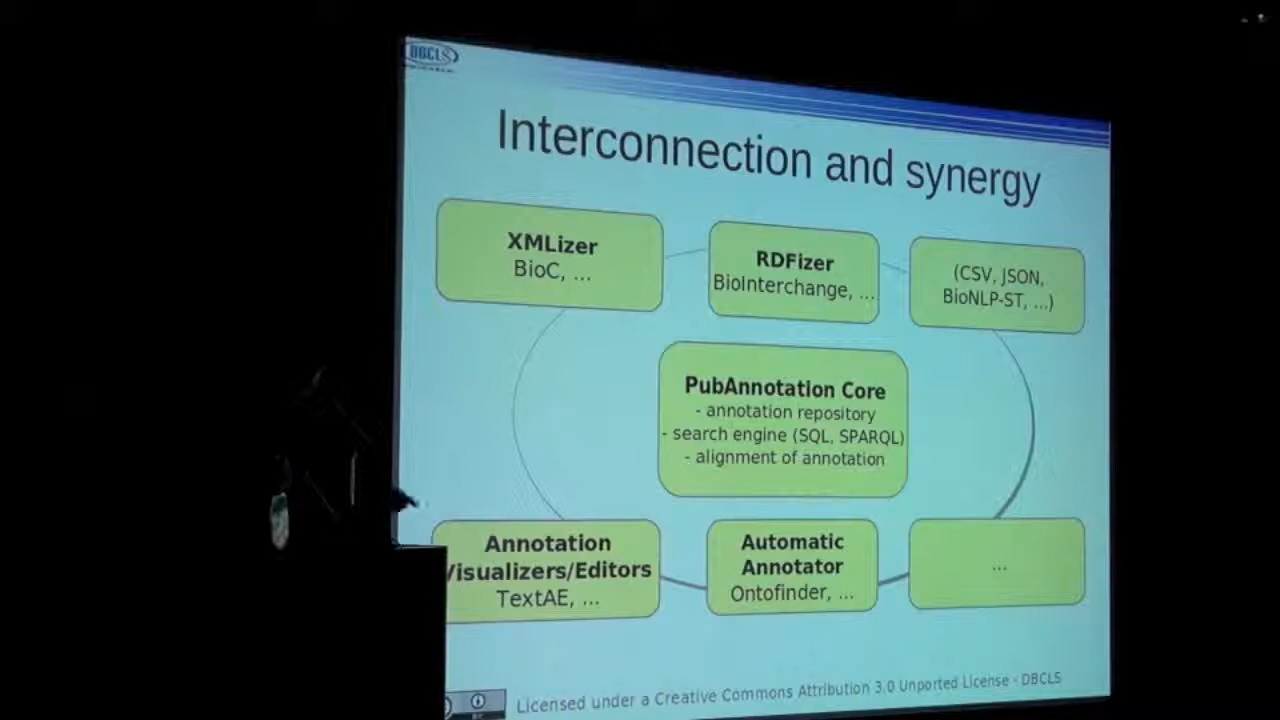 DBCLS
Interconnection and synergy
XMLizer
BioC, ...
RDFizer
BioInterchange, ...
(CSV, JSON,
BioNLP-ST, ...)
PubAnnotation Core
- annotation repository
- search engine (SQL, SPARQL)
- alignment of annotation
Annotation
Visualizers/Editors
TextAE, ...
Automatic
Annotator
Ontofinder, ...
...
Licensed under a Creative Commons Attribution 3.0 Unported License - DBCLS